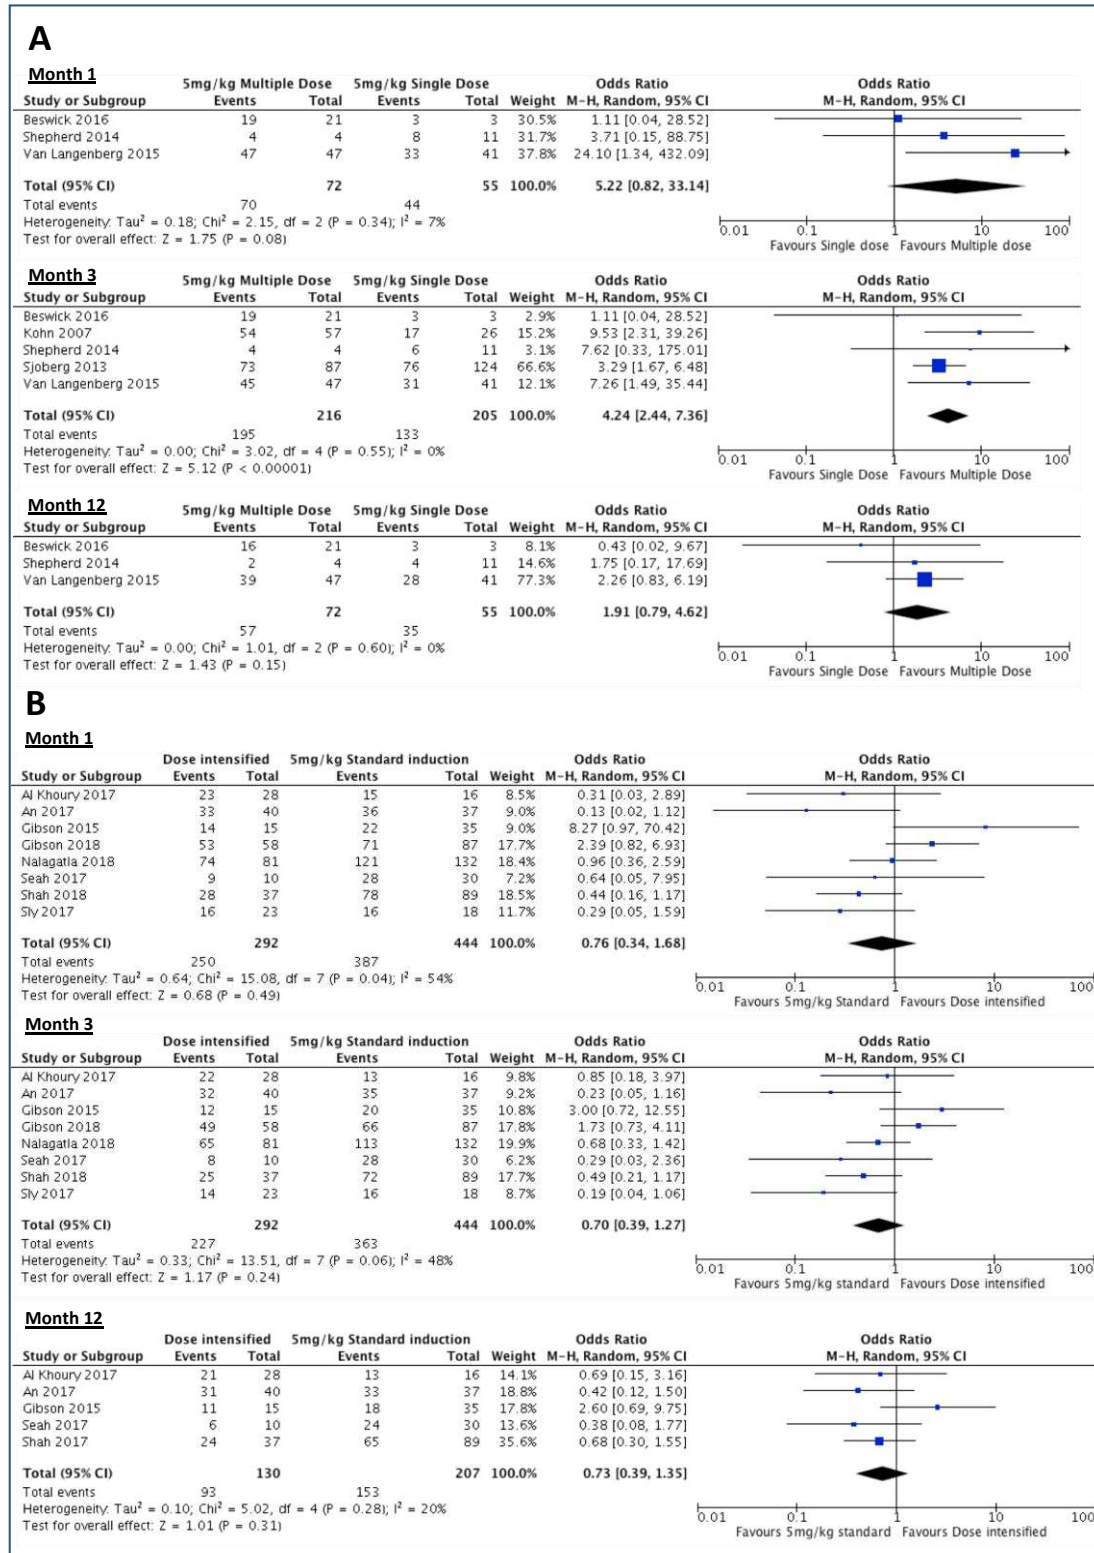 A
Month 1
5mg/kg Multiple Dose 5mg/kg Single Dose Odds Ratio Odds Ratio
Study or Subgroup Events Total Events Total Weight M-H, Random, 95% CI M-H, Random, 95% CI
Beswick 2016 19 21 3 3 30.5% 1.11 [0.04, 28.52]
Shepherd 2014 4 4 8 11 31.7% 3.71 [0.15, 88.75]
Van Langenberg 2015 47 47 33 41 37.8% 24.10 [1.34, 432.09]
Total (95% CI) 72 55 100.0% 5.22 [0.82, 33.14]
Total events 70 44
Heterogeneity: Tau² = 0.18; Chi² = 2.15, df = 2 (P = 0.34); I² = 7%
Test for overall effect: Z = 1.75 (P = 0.08)
0.01 0.1 1 10 100
Favours Single dose Favours Multiple dose
Month 3
5mg/kg Multiple Dose 5mg/kg Single Dose Odds Ratio Odds Ratio
Study or Subgroup Events Total Events Total Weight M-H, Random, 95% CI M-H, Random, 95% CI
Beswick 2016 19 21 3 3 2.9% 1.11 [0.04, 28.52]
Kohn 2007 54 57 17 26 15.2% 9.53 [2.31, 39.26]
Shepherd 2014 4 4 6 11 3.1% 7.62 [0.33, 175.01]
Sjoberg 2013 73 87 76 124 66.6% 3.29 [1.67, 6.48]
Van Langenberg 2015 45 47 31 41 12.1% 7.26 [1.49, 35.44]
Total (95% CI) 216 205 100.0% 4.24 [2.44, 7.36]
Total events 195 133
Heterogeneity: Tau² = 0.00; Chi² = 3.02, df = 4 (P = 0.55); I² = 0%
Test for overall effect: Z = 5.12 (P < 0.00001)
0.01 0.1 1 10 100
Favours Single Dose Favours Multiple Dose
Month 12
5mg/kg Multiple Dose 5mg/kg Single Dose Odds Ratio Odds Ratio
Study or Subgroup Events Total Events Total Weight M-H, Random, 95% CI M-H, Random, 95% CI
Beswick 2016 16 21 3 3 8.1% 0.43 [0.02, 9.67]
Shepherd 2014 2 4 4 11 14.6% 1.75 [0.17, 17.69]
Van Langenberg 2015 39 47 28 41 77.3% 2.26 [0.83, 6.19]
Total (95% CI) 72 55 100.0% 1.91 [0.79, 4.62]
Total events 57 35
Heterogeneity: Tau² = 0.00; Chi² = 1.01, df = 2 (P = 0.60); I² = 0%
Test for overall effect: Z = 1.43 (P = 0.15)
0.01 0.1 1 10 100
Favours Single Dose Favours Multiple Dose
B
Month 1
Dose intensified 5mg/kg Standard induction Odds Ratio Odds Ratio
Study or Subgroup Events Total Events Total Weight M-H, Random, 95% CI M-H, Random, 95% CI
Al Khoury 2017 23 28 15 16 8.5% 0.31 [0.03, 2.89]
An 2017 33 40 36 37 9.0% 0.13 [0.02, 1.12]
Gibson 2015 14 15 22 35 9.0% 8.27 [0.97, 70.42]
Gibson 2018 53 58 71 87 17.7% 2.39 [0.82, 6.93]
Nalagatla 2018 74 81 121 132 18.4% 0.96 [0.36, 2.59]
Seah 2017 9 10 28 30 7.2% 0.64 [0.05, 7.95]
Shah 2018 28 37 78 89 18.5% 0.44 [0.16, 1.17]
Sly 2017 16 23 16 18 11.7% 0.29 [0.05, 1.59]
Total (95% CI) 292 444 100.0% 0.76 [0.34, 1.68]
Total events 250 387
Heterogeneity: Tau² = 0.64; Chi² = 15.08, df = 7 (P = 0.04); I² = 54%
Test for overall effect: Z = 0.68 (P = 0.49)
0.01 0.1 1 10 100
Favours 5mg/kg Standard Favours Dose intensified
Month 3
Dose intensified 5mg/kg Standard induction Odds Ratio Odds Ratio
Study or Subgroup Events Total Events Total Weight M-H, Random, 95% CI M-H, Random, 95% CI
Al Khoury 2017 22 28 13 16 9.8% 0.85 [0.18, 3.97]
An 2017 32 40 35 37 9.2% 0.23 [0.05, 1.16]
Gibson 2015 12 15 20 35 10.8% 3.00 [0.72, 12.55]
Gibson 2018 49 58 66 87 17.8% 1.73 [0.73, 4.11]
Nalagatla 2018 65 81 113 132 19.9% 0.68 [0.33, 1.42]
Seah 2017 8 10 28 30 6.2% 0.29 [0.03, 2.36]
Shah 2018 25 37 72 89 17.7% 0.49 [0.21, 1.17]
Sly 2017 14 23 16 18 8.7% 0.19 [0.04, 1.06]
Total (95% CI) 292 444 100.0% 0.70 [0.39, 1.27]
Total events 227 363
Heterogeneity: Tau² = 0.33; Chi² = 13.51, df = 7 (P = 0.06); I² = 48%
Test for overall effect: Z = 1.17 (P = 0.24)
0.01 0.1 1 10 100
Favours 5mg/kg standard Favours Dose intensified
Month 12
Dose intensified 5mg/kg Standard induction Odds Ratio Odds Ratio
Study or Subgroup Events Total Events Total Weight M-H, Random, 95% CI M-H, Random, 95% CI
Al Khoury 2017 21 28 13 16 14.1% 0.69 [0.15, 3.16]
An 2017 31 40 33 37 18.8% 0.42 [0.12, 1.50]
Gibson 2015 11 15 18 35 17.8% 2.60 [0.69, 9.75]
Seah 2017 6 10 24 30 13.6% 0.38 [0.08, 1.77]
Shah 2017 24 37 65 89 35.6% 0.68 [0.30, 1.55]
Total (95% CI) 130 207 100.0% 0.73 [0.39, 1.35]
Total events 93 153
Heterogeneity: Tau² = 0.10; Chi² = 5.02, df = 4 (P = 0.28); I² = 20%
Test for overall effect: Z = 1.01 (P = 0.31)
0.01 0.1 1 10 100
Favours 5mg/kg standard Favours Dose intensified